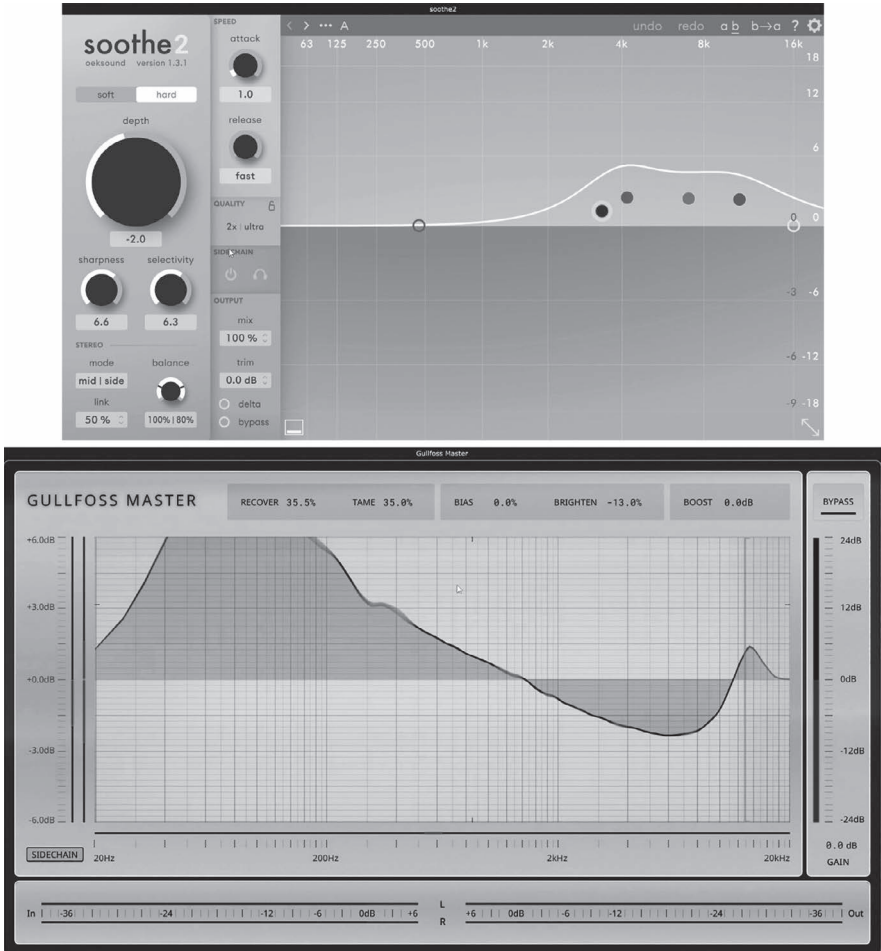 soothe2
< > ••• A undo redo a b b→a ?
soothe2
oeksound version 1.3.1
soft hard
depth
-2.0
sharpness selectivity
6.6 6.3
STEREO
mode balance
mid | side
link
50 % 100% | 80%
SPEED
attack
1.0
release
fast
QUALITY
2x | ultra
SIDECHAIN
OUTPUT
mix
100 %
trim
0.0 dB
delta
bypass
63 125 250 500 1k 2k 4k 8k 16k
18
12
6
0 0
-3 -6
-6 -12
-9 -18
Gullfoss Master
GULLFOSS MASTER RECOVER 35.5% TAME 35.0% BIAS 0.0% BRIGHTEN -13.0% BOOST 0.0dB BYPASS
+6.0dB 24dB
+3.0dB 12dB
+0.0dB 0dB
-3.0dB -12dB
-6.0dB -24dB
SIDECHAIN 20Hz 200Hz 2kHz 20kHz
0.0 dB
GAIN
In -36 -24 -12 -6 0dB +6 L +6 0dB -6 -12 -24 -36 Out
R